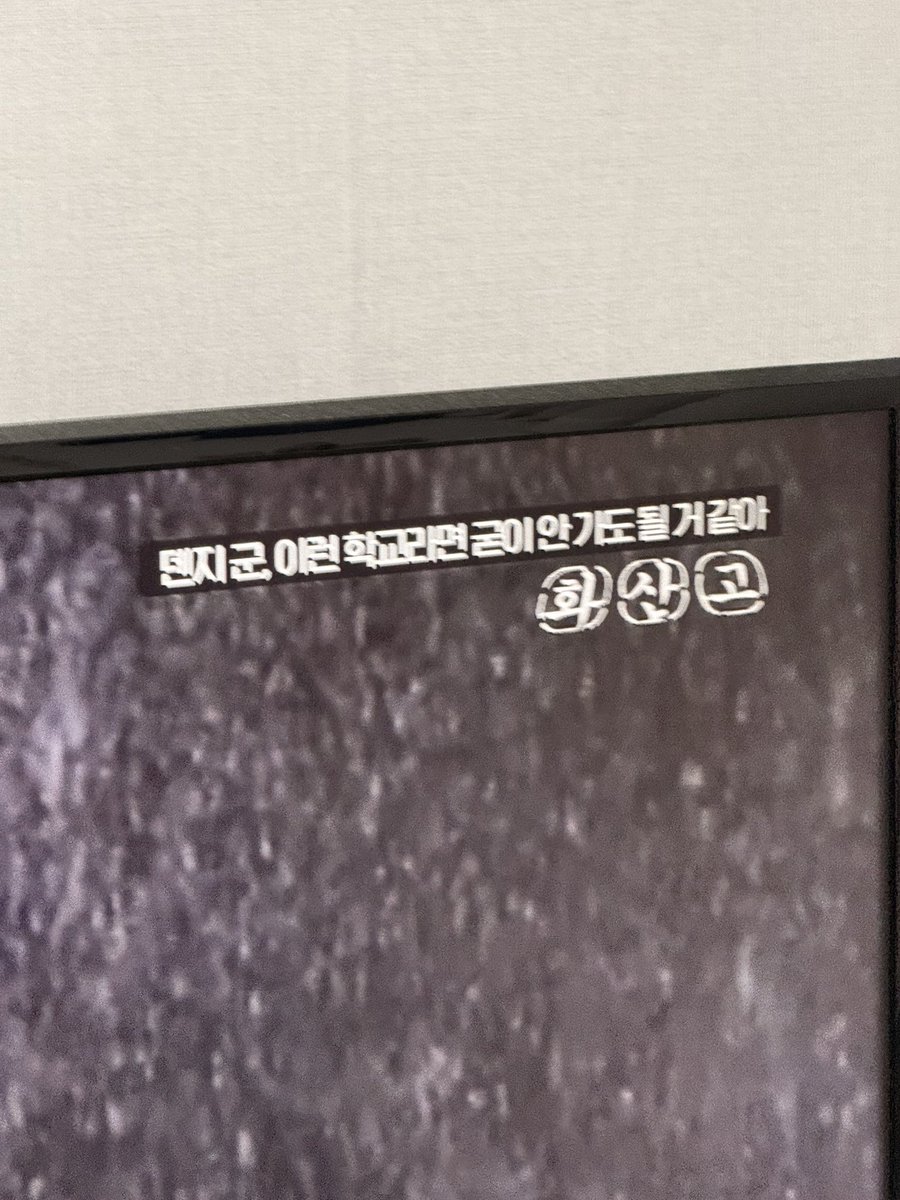 덴지 군, 이런 학교라면 굳이 안 가도 될 거 같아
화산고